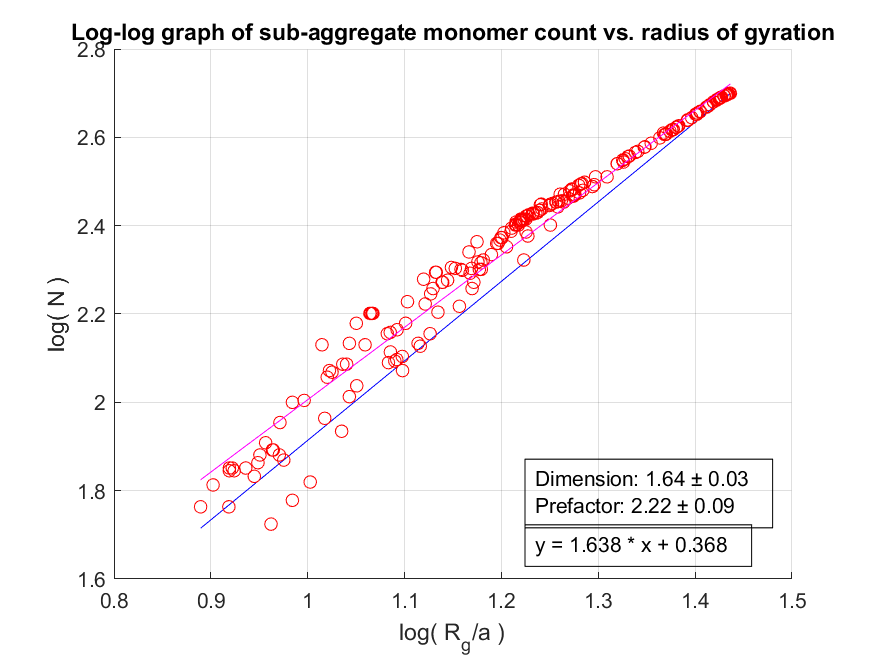 Log-log graph of sub-aggregate monomer count vs. radius of gyration
2.8
2.6
2.4
2.2
2
1.8
1.6
log( N )
Dimension: 1.64 ± 0.03
Prefactor: 2.22 ± 0.09
y = 1.638 * x + 0.368
0.8 0.9 1 1.1 1.2 1.3 1.4 1.5
log( R_g/a )